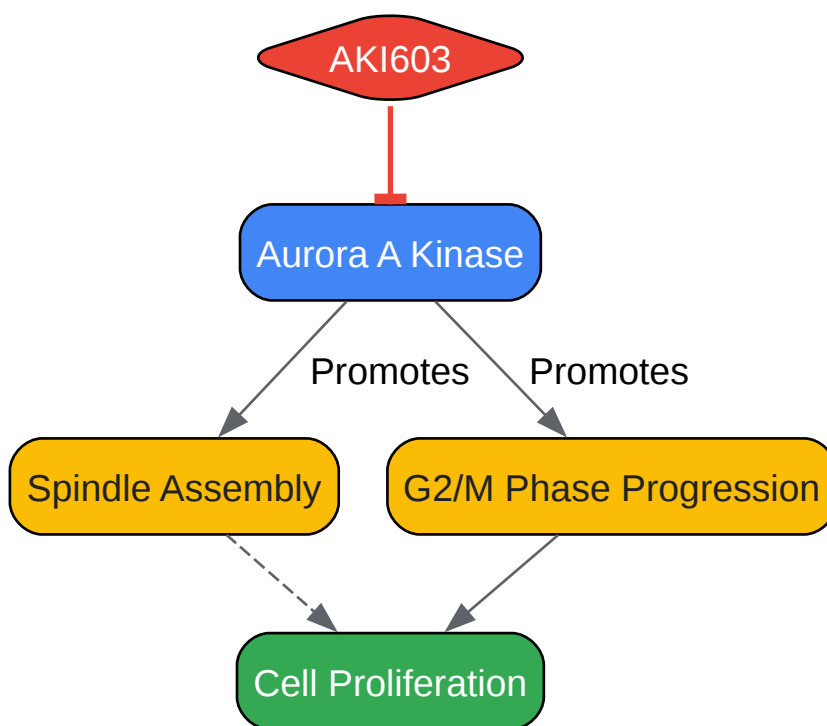 AKI603
Aurora A Kinase
Promotes
Promotes
Spindle Assembly
G2/M Phase Progression
Cell Proliferation